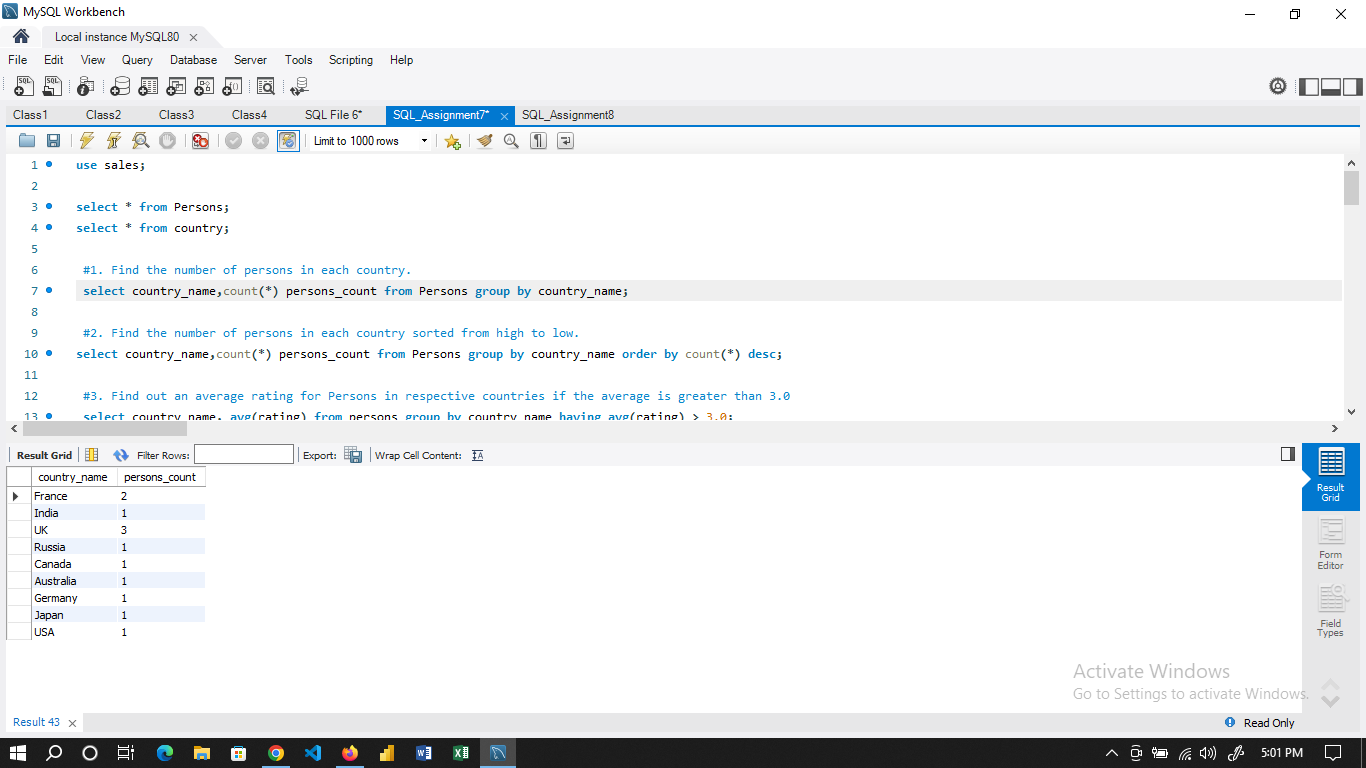 MySQL Workbench
Local instance MySQL80
File Edit View Query Database Server Tools Scripting Help
Class1 Class2 Class3 Class4 SQL File 6* SQL_Assignment7* SQL_Assignment8
Limit to 1000 rows
1 use sales;
2
3 select * from Persons;
4 select * from country;
5
6 #1. Find the number of persons in each country.
7 select country_name,count(*) persons_count from Persons group by country_name;
8
9 #2. Find the number of persons in each country sorted from high to low.
10 select country_name,count(*) persons_count from Persons group by country_name order by count(*) desc;
11
12 #3. Find out an average rating for Persons in respective countries if the average is greater than 3.0
13 select country_name, avg(rating) from persons group by country_name having avg(rating) > 3.0;
Result Grid Filter Rows: Export: Wrap Cell Content:
country_name persons_count
France 2
India 1
UK 3
Russia 1
Canada 1
Australia 1
Germany 1
Japan 1
USA 1
Result
Grid
Form
Editor
Field
Types
Activate Windows
Go to Settings to activate Windows.
Result 43
Read Only
5:01 PM